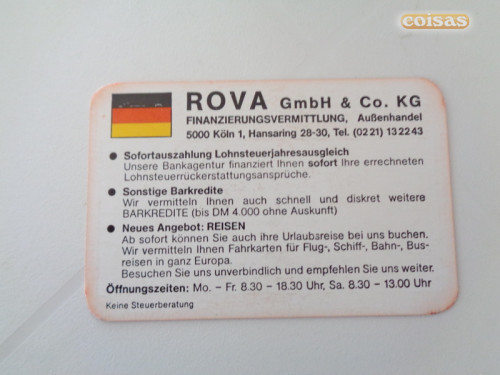 coisas
ROVA GmbH & Co. KG
FINANZIERUNGSVERMITTLUNG, Außenhandel
5000 Köln 1, Hansaring 28-30, Tel. (0221) 132243
● Sofortauszahlung Lohnsteuerjahresausgleich
Unsere Bankagentur finanziert Ihnen sofort Ihre errechneten
Lohnsteuerrückerstattungsansprüche.
● Sonstige Barkredite
Wir vermitteln Ihnen auch schnell und diskret weitere
BARKREDITE (bis DM 4.000 ohne Auskunft)
● Neues Angebot: REISEN
Ab sofort können Sie auch ihre Urlaubsreise bei uns buchen.
Wir vermitteln Ihnen Fahrkarten für Flug-, Schiff-, Bahn-, Bus-
reisen in ganz Europa.
Besuchen Sie uns unverbindlich und empfehlen Sie uns weiter.
Öffnungszeiten: Mo. – Fr. 8.30 – 18.30 Uhr, Sa. 8.30 – 13.00 Uhr
Keine Steuerberatung